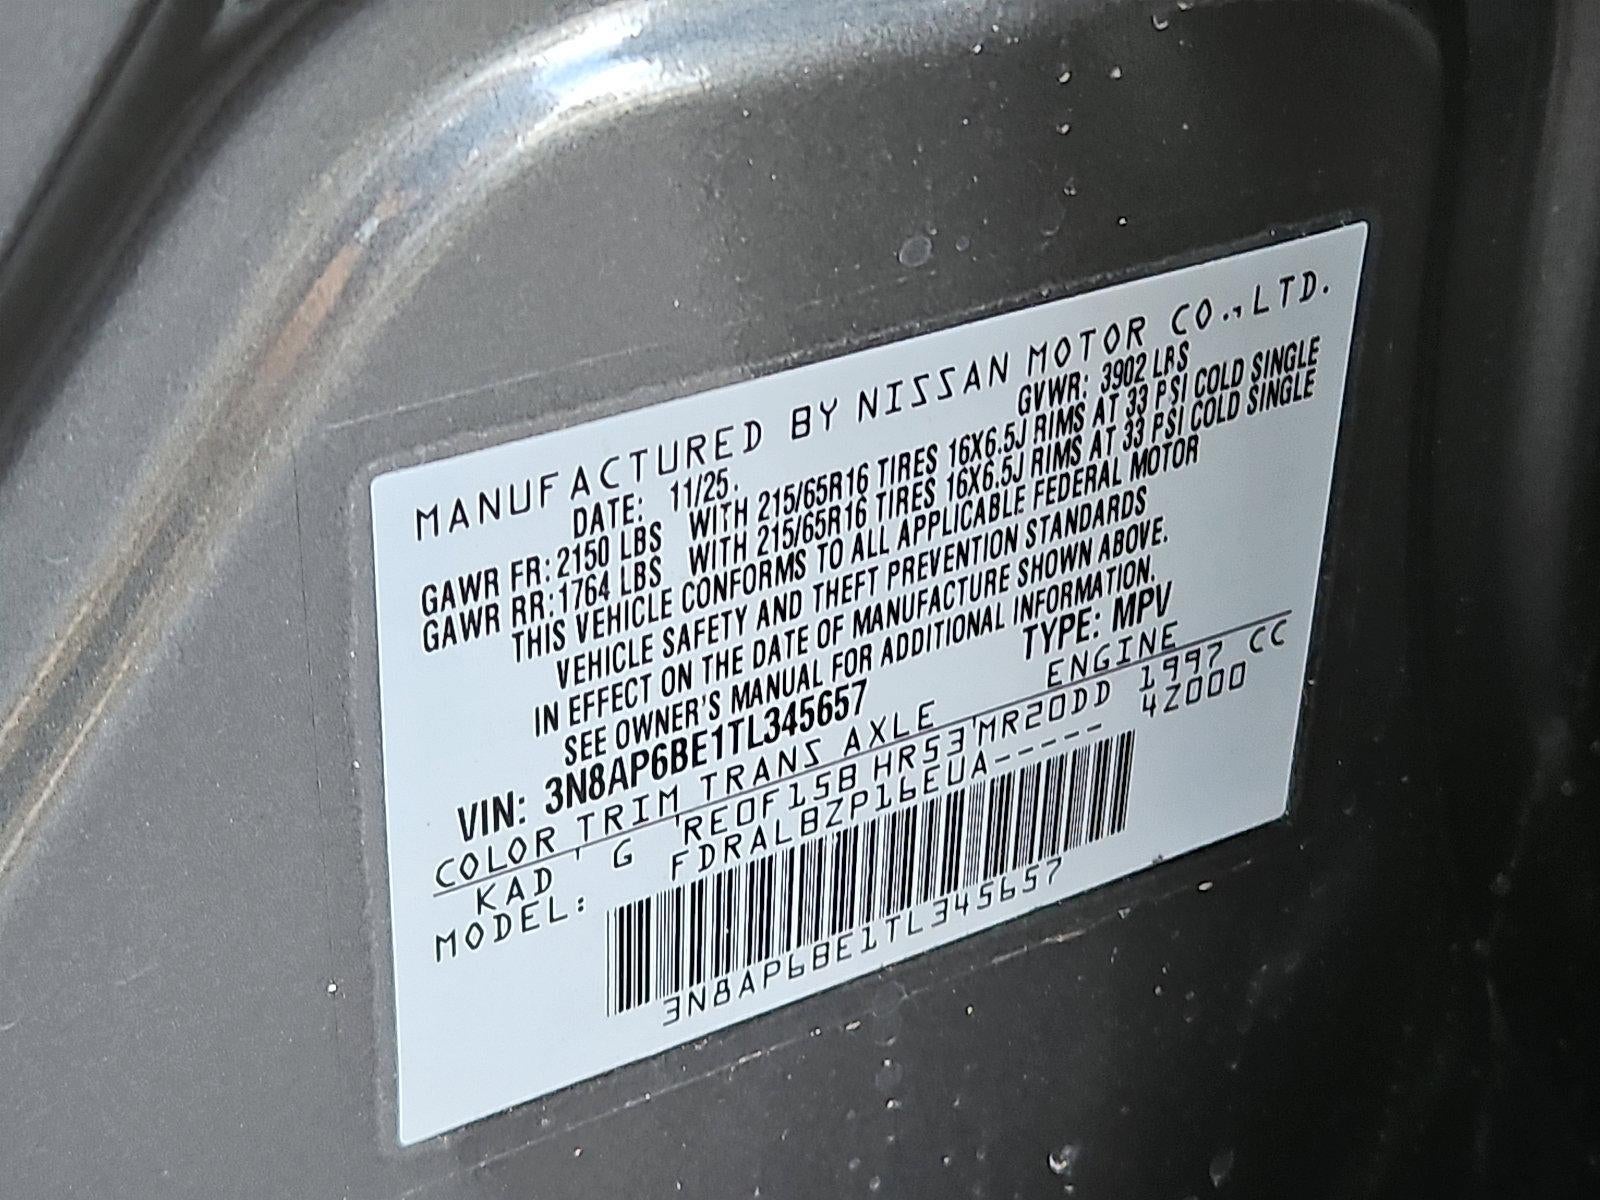 MANUFACTURED BY NISSAN MOTOR CO.,LTD.
DATE: 11/25. GVWR: 3902 LBS
GAWR FR: 2150 LBS WITH 215/65R16 TIRES 16X6.5J RIMS AT 33 PSI COLD SINGLE
GAWR RR: 1764 LBS WITH 215/65R16 TIRES 16X6.5J RIMS AT 33 PSI COLD SINGLE
THIS VEHICLE CONFORMS TO ALL APPLICABLE FEDERAL MOTOR
VEHICLE SAFETY AND THEFT PREVENTION STANDARDS
IN EFFECT ON THE DATE OF MANUFACTURE SHOWN ABOVE.
SEE OWNER'S MANUAL FOR ADDITIONAL INFORMATION.
VIN: 3N8AP6BE1TL345657 TYPE: MPV
COLOR TRIM TRANS AXLE ENGINE
KAD G RE0F15B HR53 MR20DD 1997 CC
MODEL: FDRALBZP16EUA----- 4Z000
3N8AP6BE1TL345657